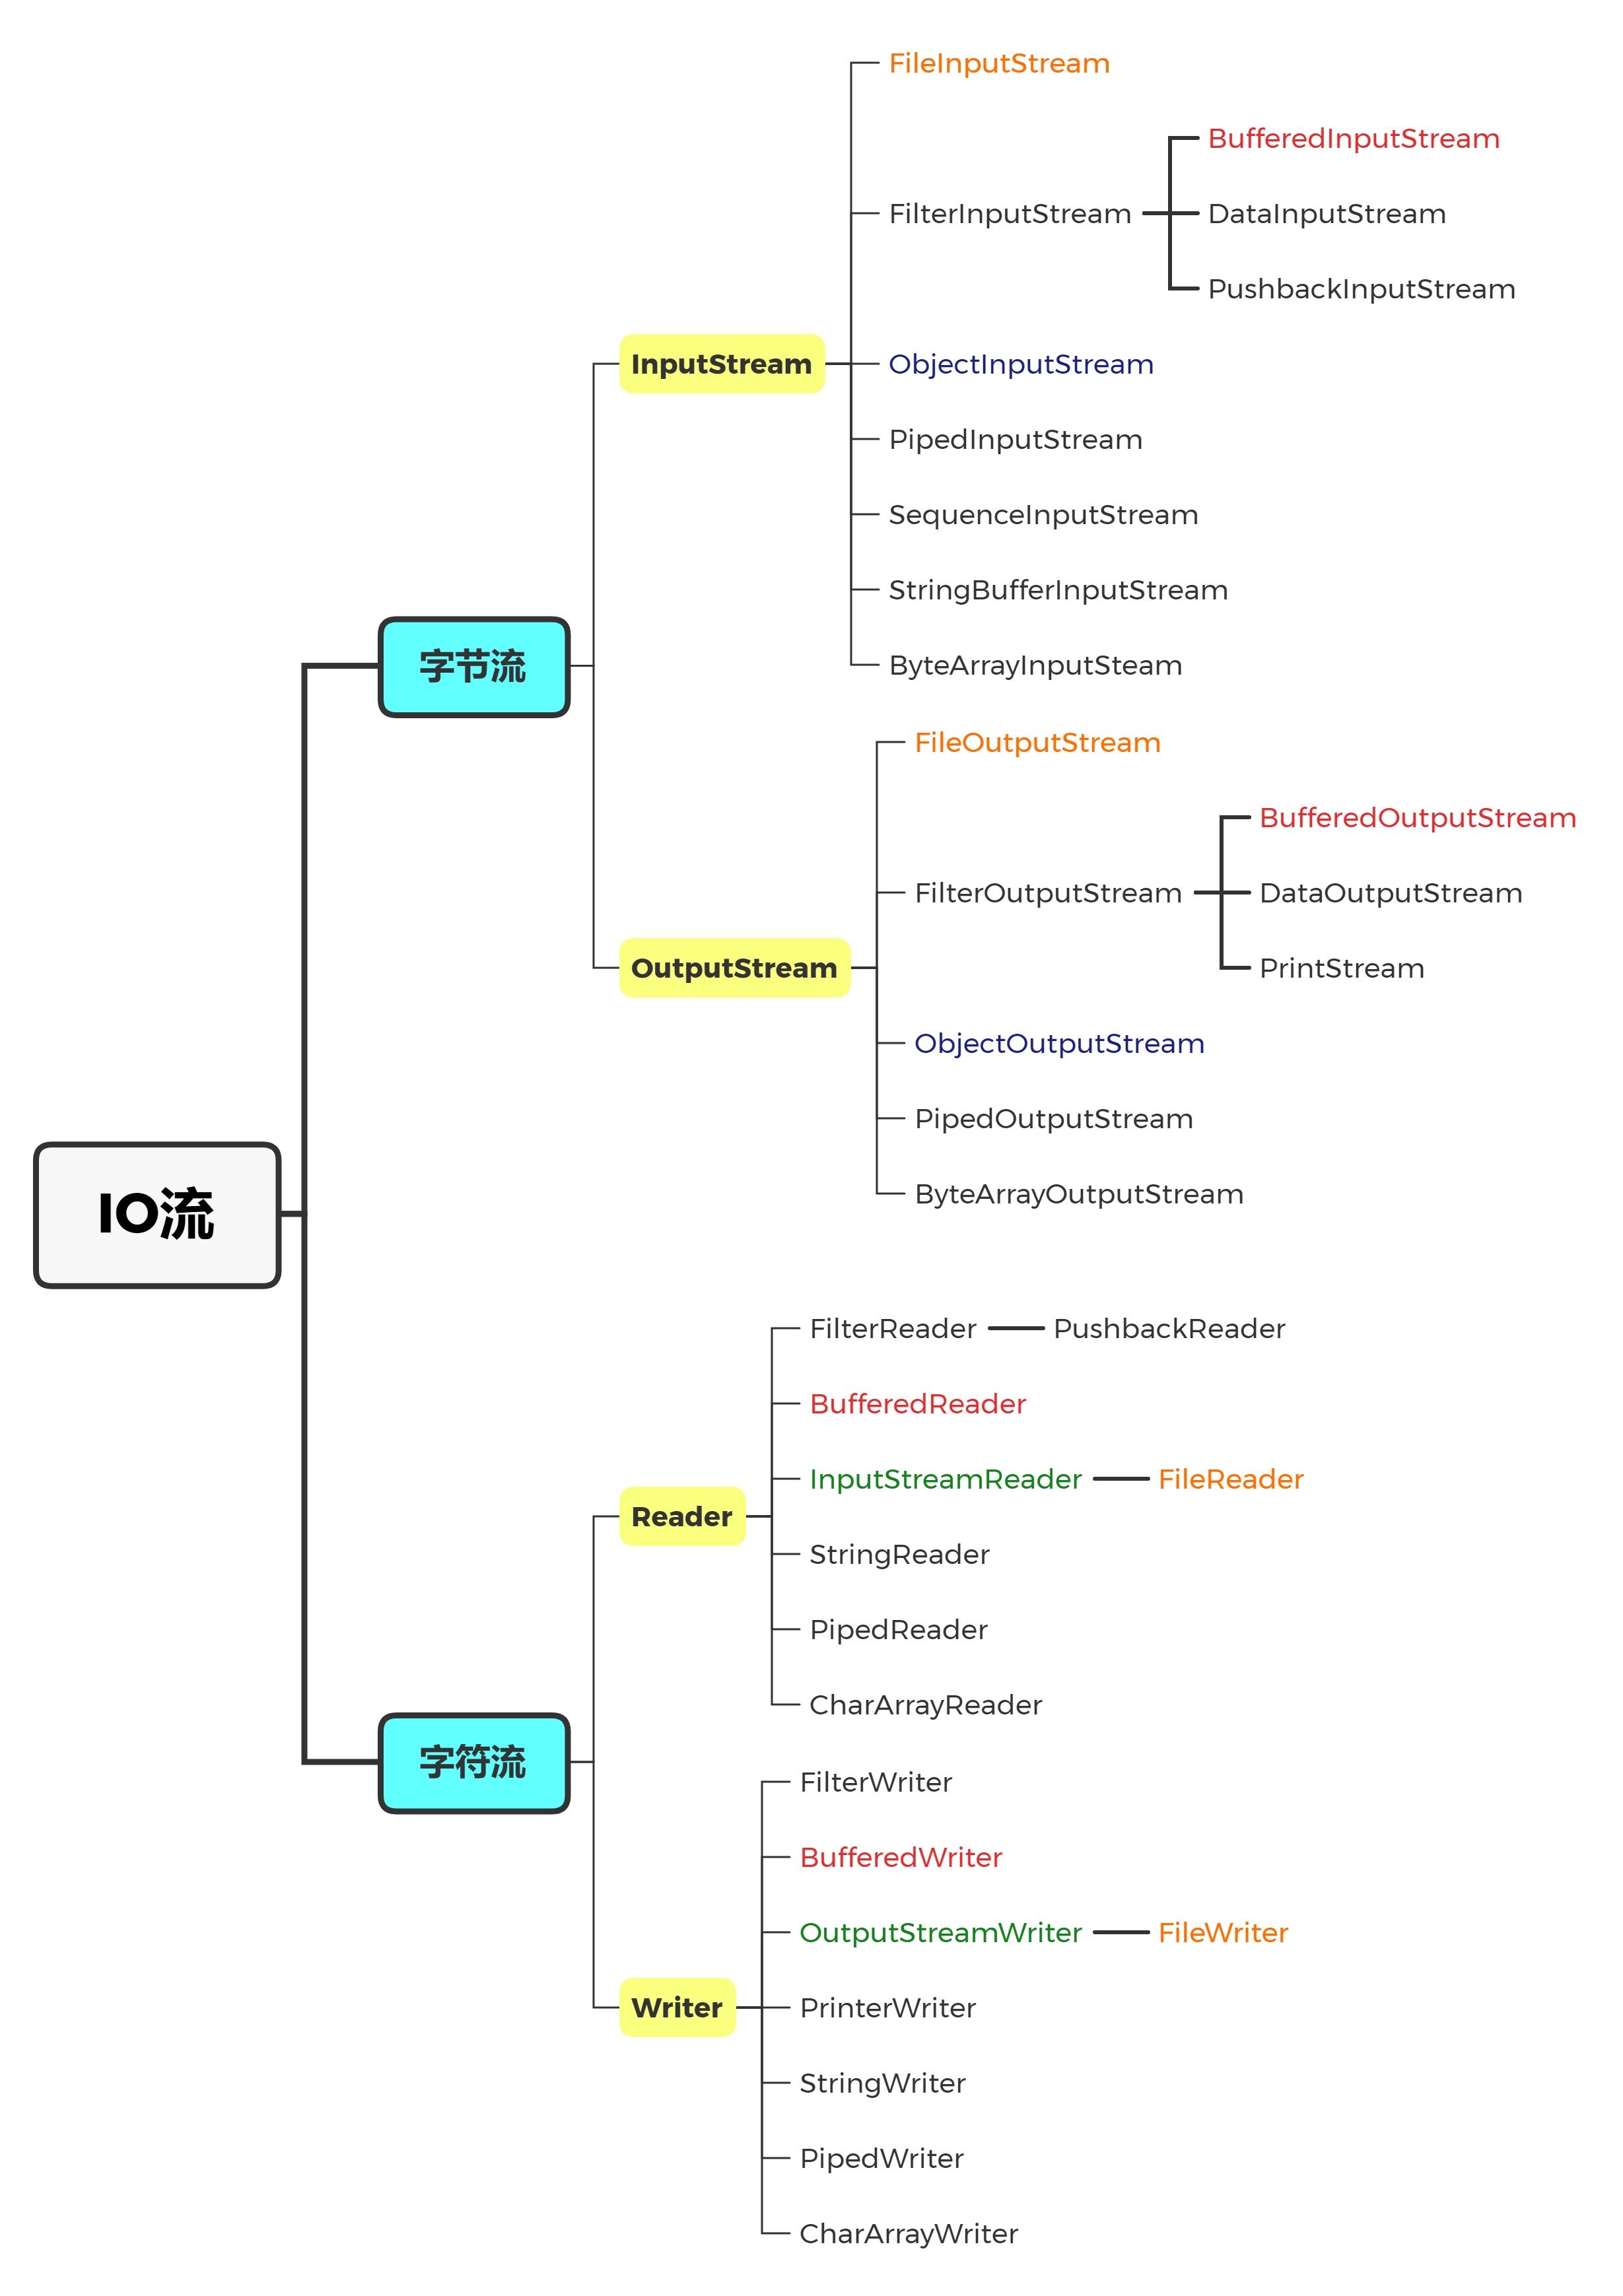 IO流
字节流
InputStream
FileInputStream
FilterInputStream
BufferedInputStream
DataInputStream
PushbackInputStream
ObjectInputStream
PipedInputStream
SequenceInputStream
StringBufferInputStream
ByteArrayInputSteam
OutputStream
FileOutputStream
FilterOutputStream
BufferedOutputStream
DataOutputStream
PrintStream
ObjectOutputStream
PipedOutputStream
ByteArrayOutputStream
字符流
Reader
FilterReader
PushbackReader
BufferedReader
InputStreamReader
FileReader
StringReader
PipedReader
CharArrayReader
Writer
FilterWriter
BufferedWriter
OutputStreamWriter
FileWriter
PrinterWriter
StringWriter
PipedWriter
CharArrayWriter